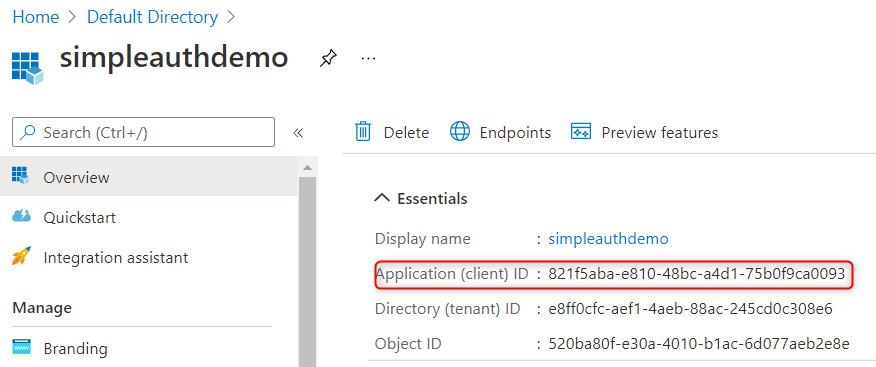 Home > Default Directory >
simpleauthdemo ...
Search (Ctrl+/) «
Delete Endpoints Preview features
Overview
Quickstart
Integration assistant
Manage
Branding
Essentials
Display name : simpleauthdemo
Application (client) ID : 821f5aba-e810-48bc-a4d1-75b0f9ca0093
Directory (tenant) ID : e8ff0cfc-aef1-4aeb-88ac-245cd0c308e6
Object ID : 520ba80f-e30a-4010-b1ac-6d077aeb2e8e